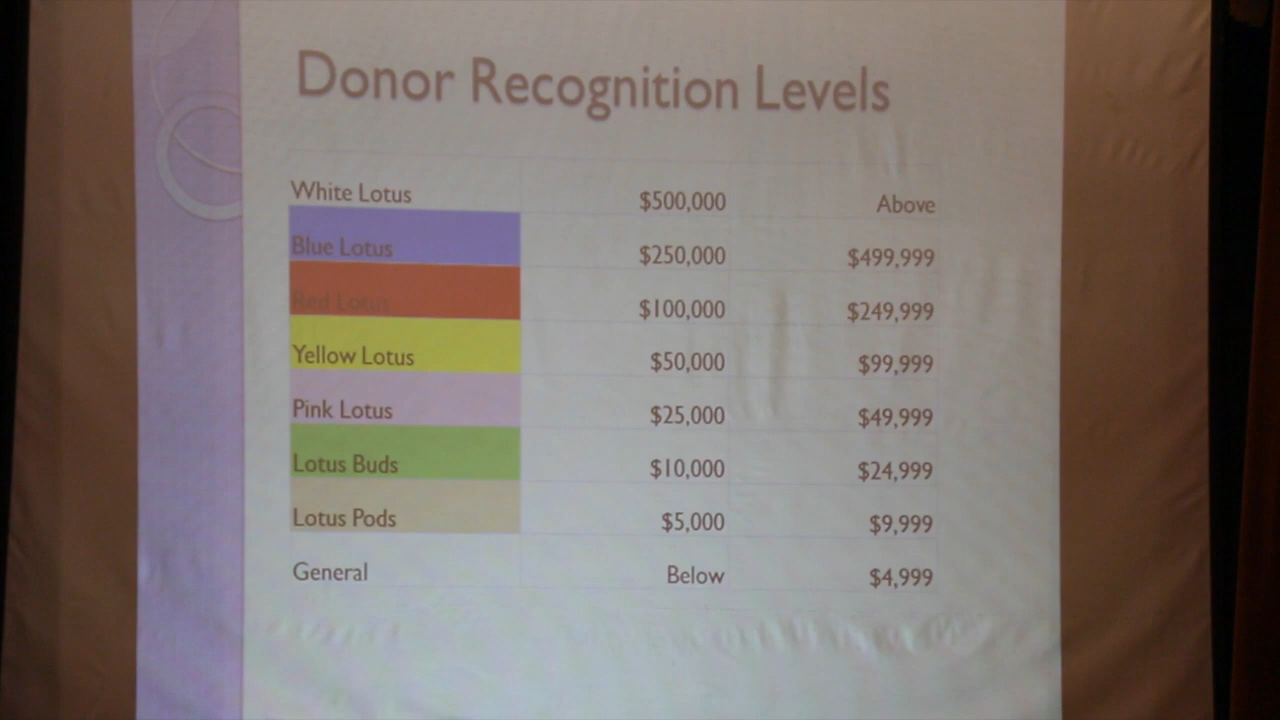 Donor Recognition Levels
White Lotus $500,000 Above
Blue Lotus $250,000 $499,999
Red Lotus $100,000 $249,999
Yellow Lotus $50,000 $99,999
Pink Lotus $25,000 $49,999
Lotus Buds $10,000 $24,999
Lotus Pods $5,000 $9,999
General Below $4,999